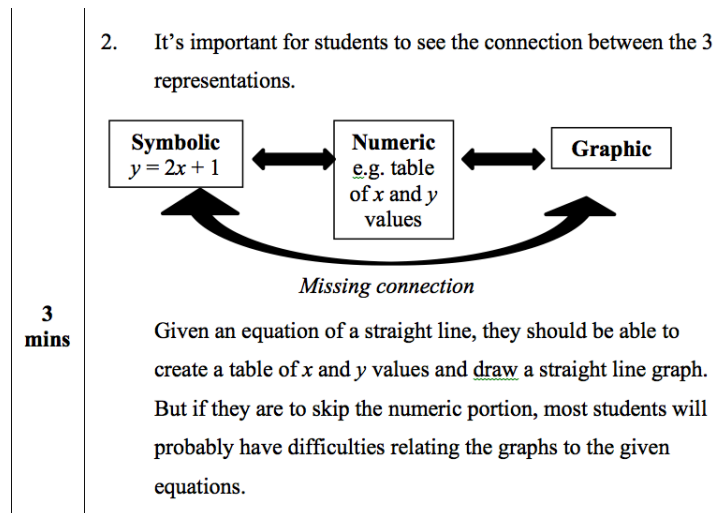 2. It's important for students to see the connection between the 3
representations.
Symbolic
y = 2x + 1
Numeric
e.g. table
of x and y
values
Graphic
Missing connection
3
mins
Given an equation of a straight line, they should be able to
create a table of x and y values and draw a straight line graph.
But if they are to skip the numeric portion, most students will
probably have difficulties relating the graphs to the given
equations.